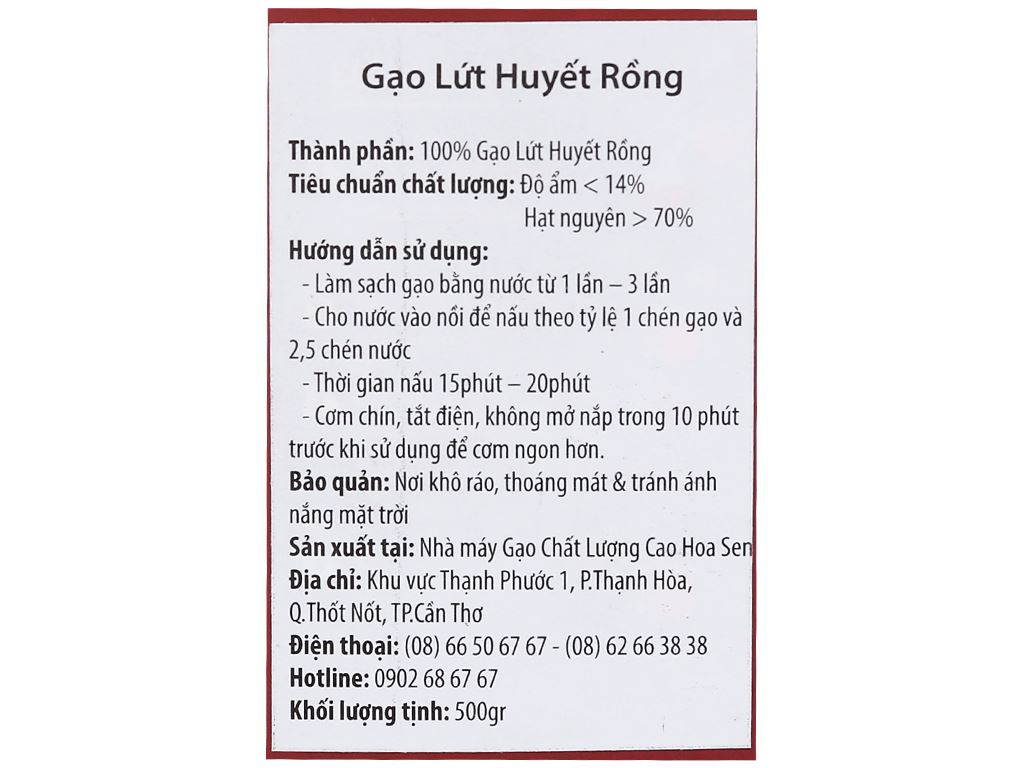 Gạo Lứt Huyết Rồng
Thành phần: 100% Gạo Lứt Huyết Rồng
Tiêu chuẩn chất lượng: Độ ẩm < 14%
Hạt nguyên > 70%
Hướng dẫn sử dụng:
- Làm sạch gạo bằng nước từ 1 lần – 3 lần
- Cho nước vào nồi để nấu theo tỷ lệ 1 chén gạo và
2,5 chén nước
- Thời gian nấu 15phút – 20phút
- Cơm chín, tắt điện, không mở nắp trong 10 phút
trước khi sử dụng để cơm ngon hơn.
Bảo quản: Nơi khô ráo, thoáng mát & tránh ánh
nắng mặt trời
Sản xuất tại: Nhà máy Gạo Chất Lượng Cao Hoa Sen
Địa chỉ: Khu vực Thạnh Phước 1, P.Thạnh Hòa,
Q.Thốt Nốt, TP.Cần Thơ
Điện thoại: (08) 66 50 67 67 - (08) 62 66 38 38
Hotline: 0902 68 67 67
Khối lượng tịnh: 500gr